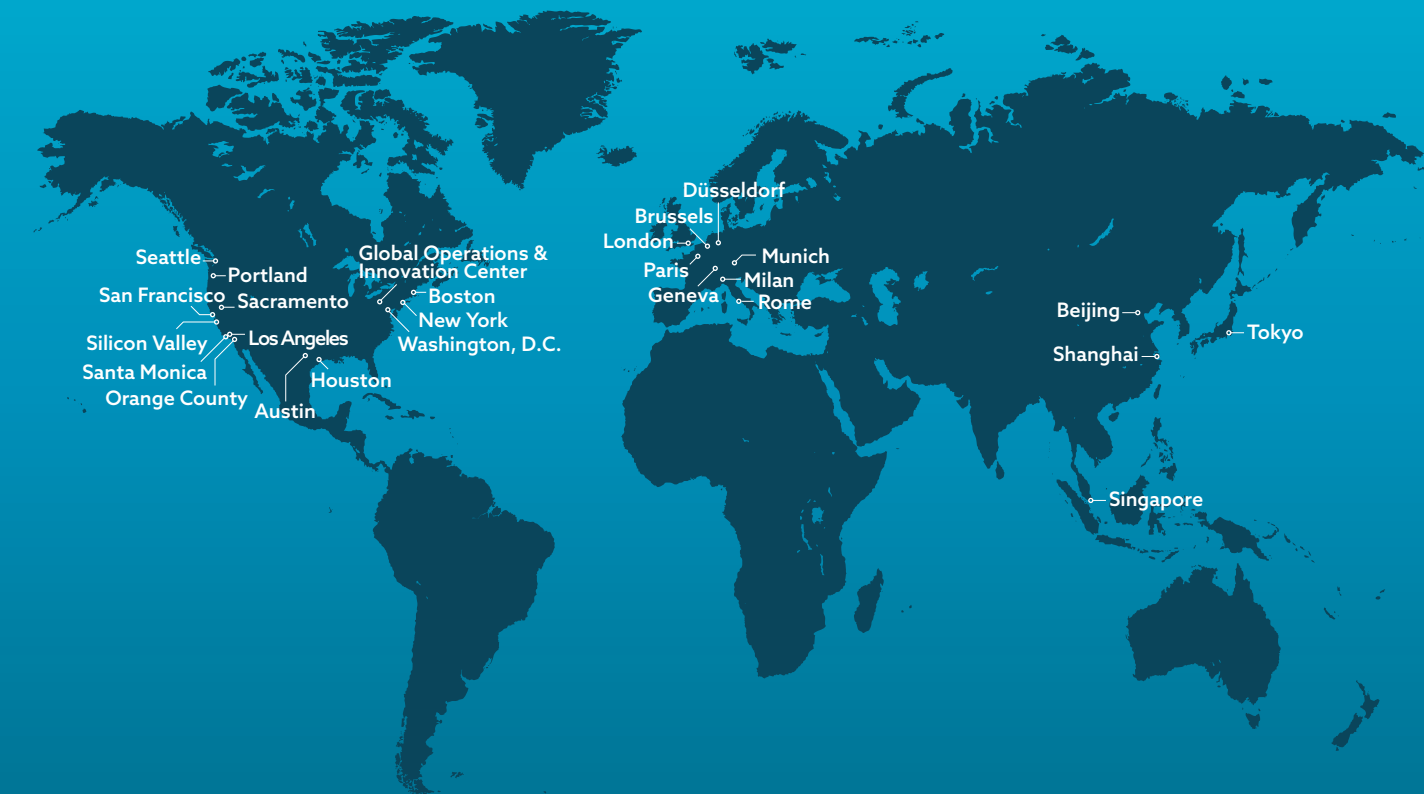 Seattle
Portland
San Francisco
Sacramento
Silicon Valley
Los Angeles
Santa Monica
Orange County
Austin
Houston
Global Operations &
Innovation Center
Boston
New York
Washington, D.C.
Düsseldorf
Brussels
London
Paris
Geneva
Munich
Milan
Rome
Beijing
Shanghai
Tokyo
Singapore